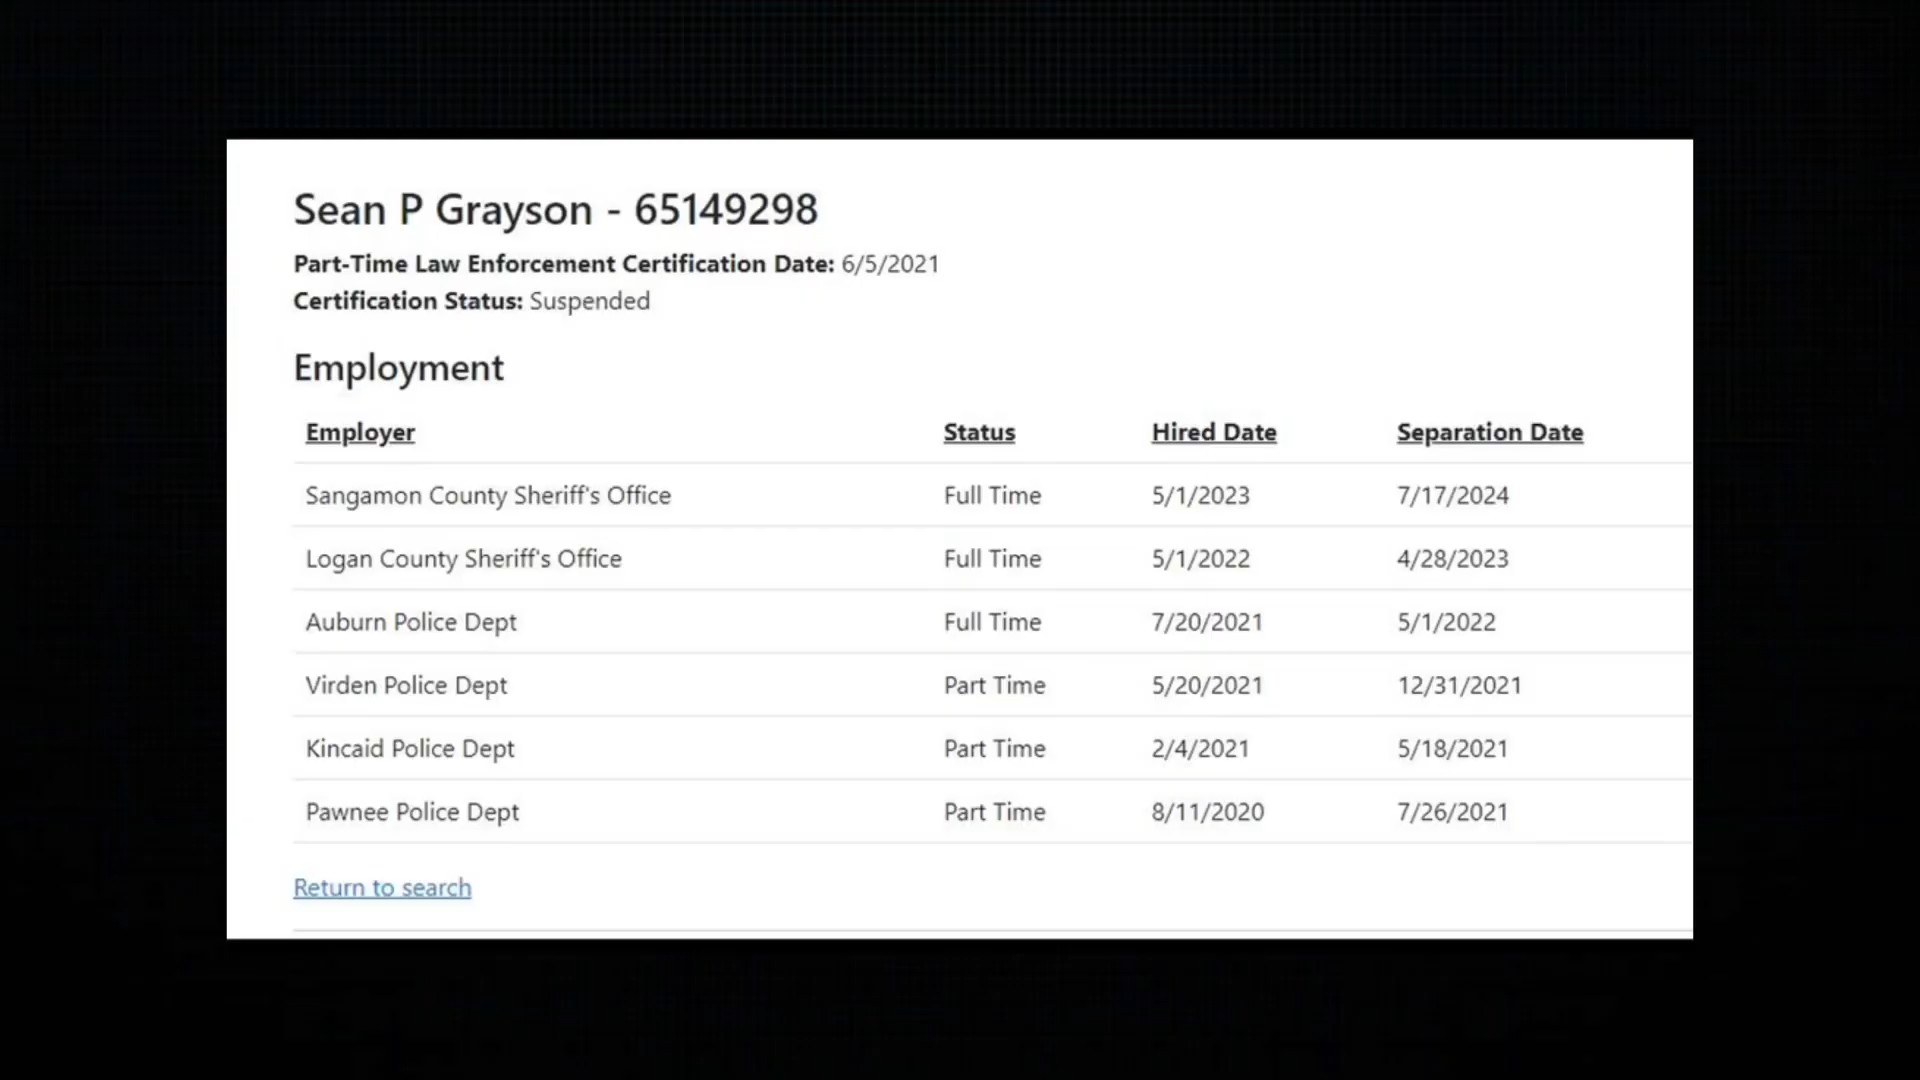 Sean P Grayson - 65149298
Part-Time Law Enforcement Certification Date: 6/5/2021
Certification Status: Suspended
Employment
Employer Status Hired Date Separation Date
Sangamon County Sheriff's Office Full Time 5/1/2023 7/17/2024
Logan County Sheriff's Office Full Time 5/1/2022 4/28/2023
Auburn Police Dept Full Time 7/20/2021 5/1/2022
Virden Police Dept Part Time 5/20/2021 12/31/2021
Kincaid Police Dept Part Time 2/4/2021 5/18/2021
Pawnee Police Dept Part Time 8/11/2020 7/26/2021
Return to search